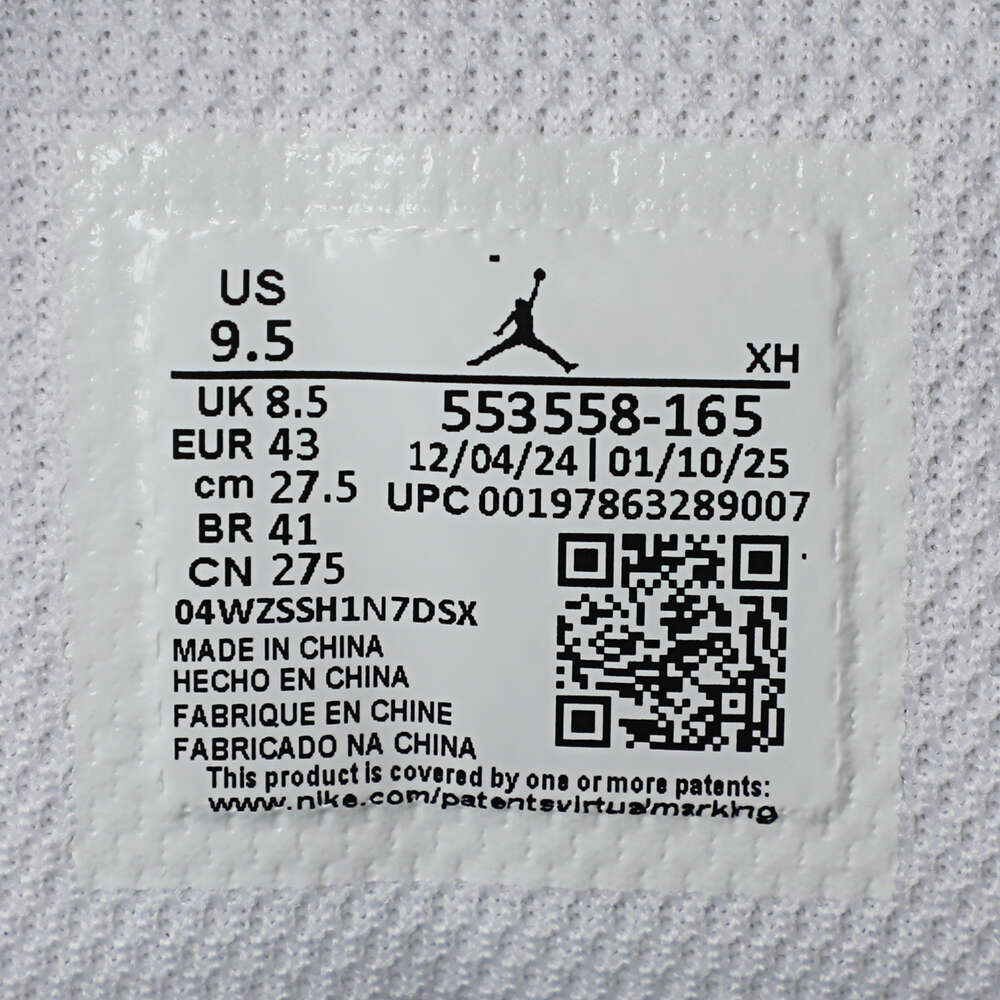 US
9.5
XH
UK 8.5
EUR 43
cm 27.5
BR 41
CN 275
553558-165
12/04/24 | 01/10/25
UPC 00197863289007
04WZSSH1N7DSX
MADE IN CHINA
HECHO EN CHINA
FABRIQUE EN CHINE
FABRICADO NA CHINA
This product is covered by one or more patents:
www.nike.com/patentsvirtualmarking